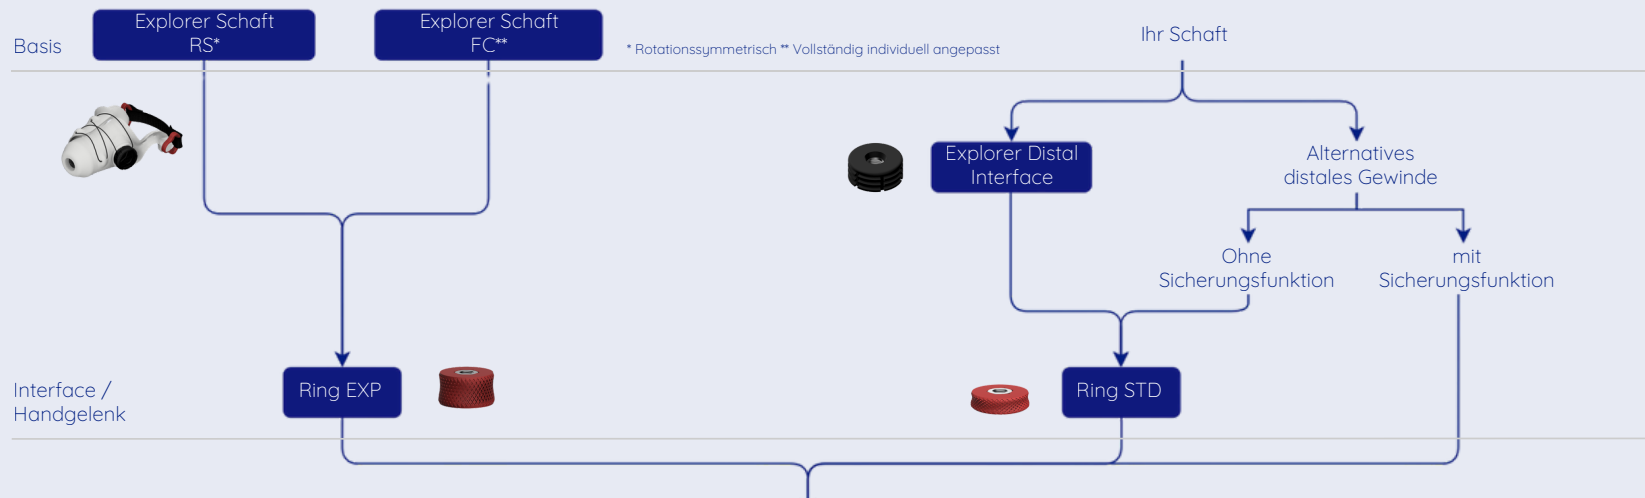 Explorer Schaft
RS*
Explorer Schaft
FC**
Basis
* Rotationssymmetrisch ** Vollständig individuell angepasst
Ihr Schaft
Explorer Distal
Interface
Alternatives
distales Gewinde
Ohne
Sicherungsfunktion
mit
Sicherungsfunktion
Interface /
Handgelenk
Ring EXP
Ring STD